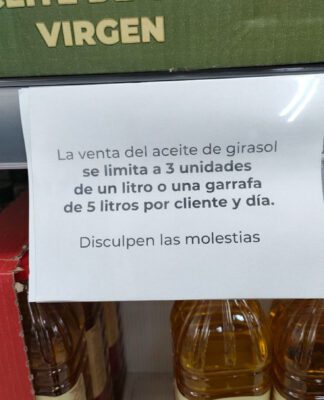 VIRGEN
La venta del aceite de girasol
se limita a 3 unidades
de un litro o una garrafa
de 5 litros por cliente y día.
Disculpen las molestias